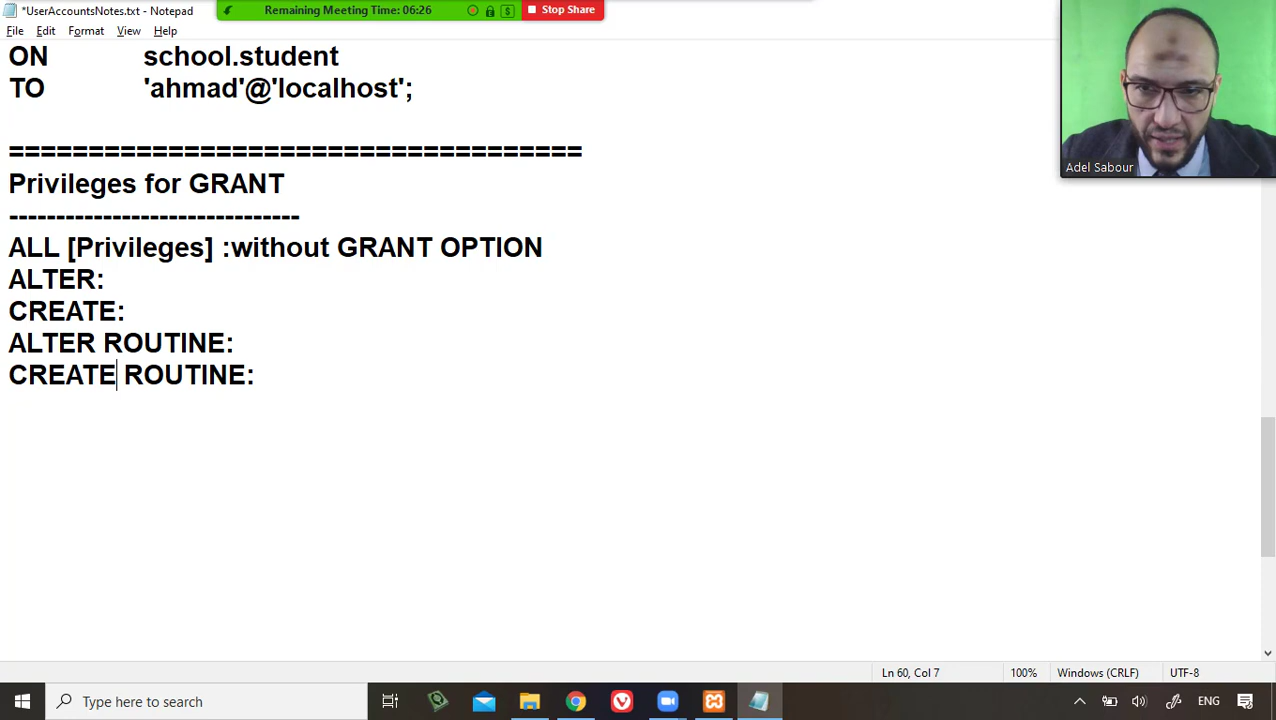 *UserAccountsNotes.txt - Notepad
Remaining Meeting Time: 06:26
Stop Share
File Edit Format View Help
ON school.student
TO 'ahmad'@'localhost';
====================================
Privileges for GRANT
------------------------------
ALL [Privileges] :without GRANT OPTION
ALTER:
CREATE:
ALTER ROUTINE:
CREATE ROUTINE:
Adel Sabour
Ln 60, Col 7
100%
Windows (CRLF)
UTF-8
Type here to search
ENG